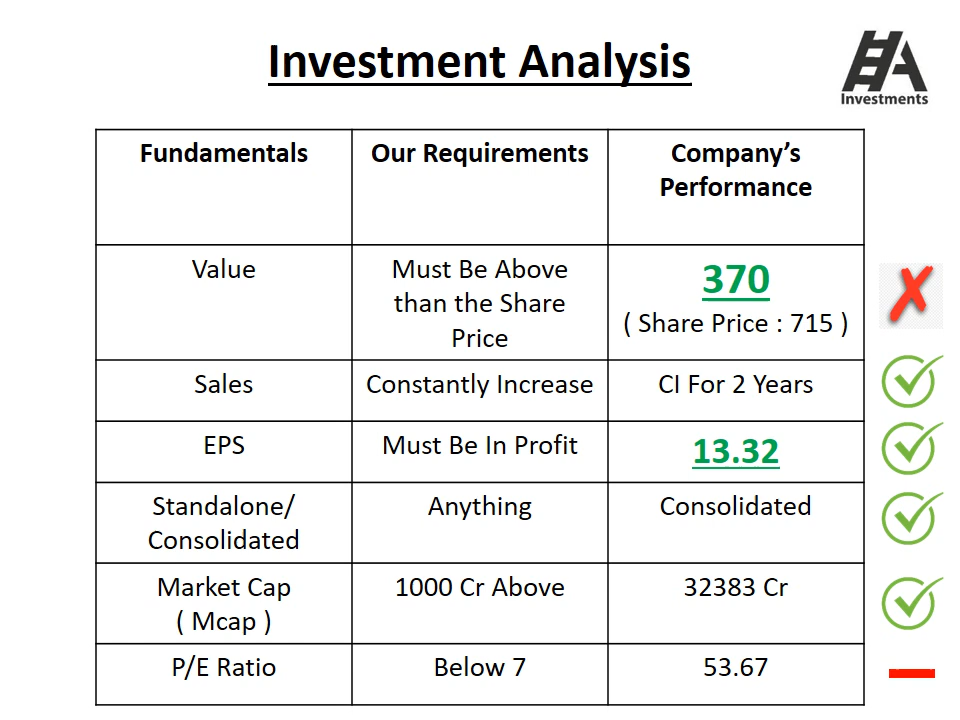 Investment Analysis
Investments
Fundamentals
Our Requirements
Company’s
Performance
Value
Must Be Above
than the Share
Price
370
( Share Price : 715 )
Sales
Constantly Increase
CI For 2 Years
EPS
Must Be In Profit
13.32
Standalone/
Consolidated
Anything
Consolidated
Market Cap
( Mcap )
1000 Cr Above
32383 Cr
P/E Ratio
Below 7
53.67